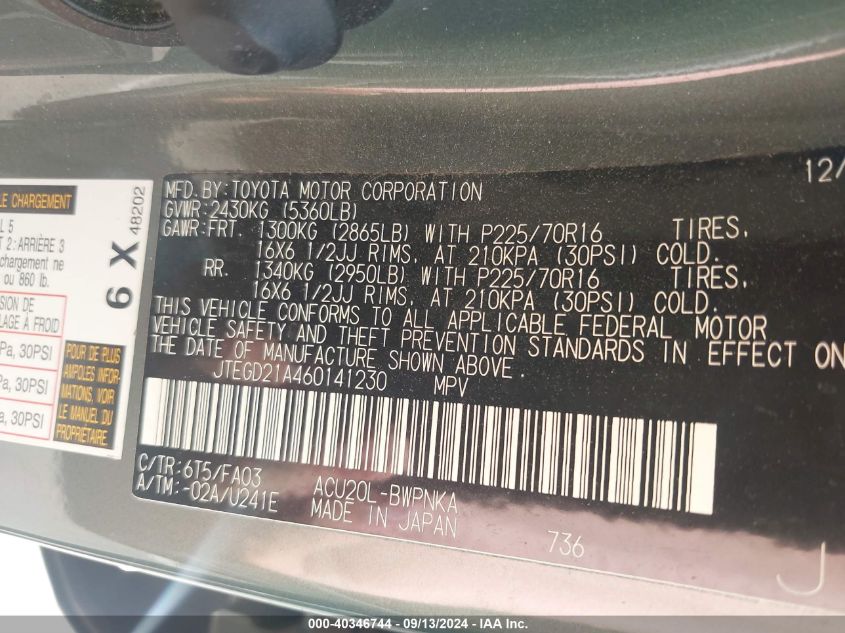 12/
MFD. BY: TOYOTA MOTOR CORPORATION
GVWR: 2430KG (5360LB)
GAWR: FRT. 1300KG (2865LB) WITH P225/70R16 TIRES,
16X6 1/2JJ RIMS, AT 210KPA (30PSI) COLD.
RR. 1340KG (2950LB) WITH P225/70R16 TIRES,
16X6 1/2JJ RIMS, AT 210KPA (30PSI) COLD.
THIS VEHICLE CONFORMS TO ALL APPLICABLE FEDERAL MOTOR
VEHICLE SAFETY AND THEFT PREVENTION STANDARDS IN EFFECT ON
THE DATE OF MANUFACTURE SHOWN ABOVE.
JTEGD21A460141230 MPV
C/TR: 6T5/FA03 ACU20L-BWPNKA
A/TM: -02A/U241E MADE IN JAPAN
736
J
LE CHARGEMENT
L 5
T 2: ARRIÈRE 3
chargement ne
ou 860 lb.
SION DE
LAGE À FROID
Pa, 30PSI
Pa, 30PSI
a, 30PSI
POUR DE PLUS
AMPLES INFOR-
MATIONS, VOIR
LE MANUEL DU
PROPRIÉTAIRE.
6 X
48202
000-40346744 - 09/13/2024 - IAA Inc.